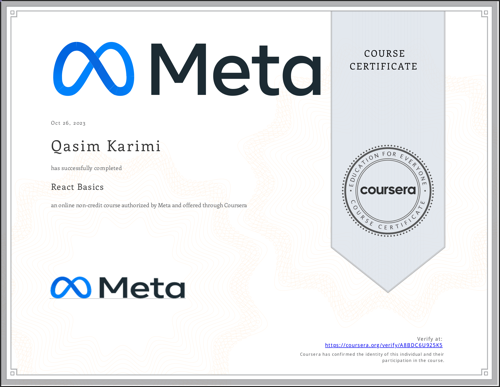 Meta
COURSE
CERTIFICATE
Oct 26, 2023
Qasim Karimi
has successfully completed
React Basics
an online non-credit course authorized by Meta and offered through Coursera
EDUCATION FOR EVERYONE
coursera
COURSE CERTIFICATE
Meta
Verify at:
https://coursera.org/verify/A8BDC6U925KS
Coursera has confirmed the identity of this individual and their
participation in the course.